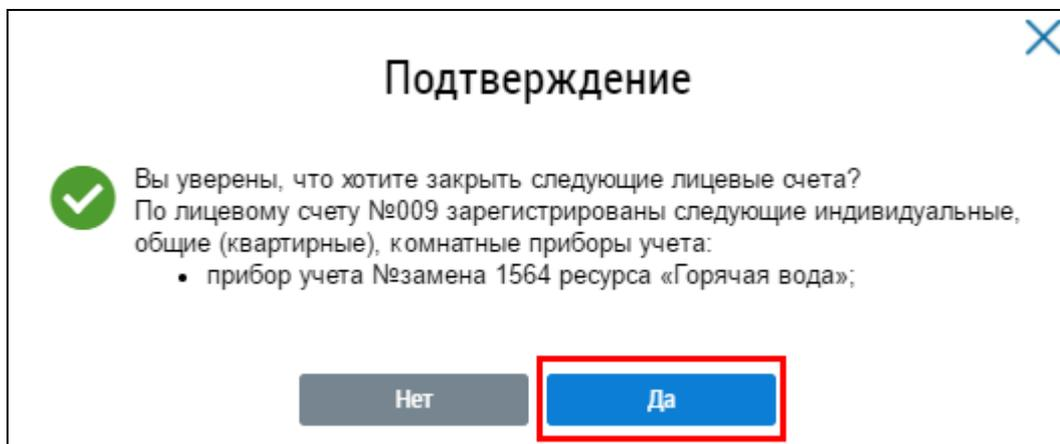 Подтверждение
Вы уверены, что хотите закрыть следующие лицевые счета?
По лицевому счету №009 зарегистрированы следующие индивидуальные,
общие (квартирные), комнатные приборы учета:
• прибор учета №замена 1564 ресурса «Горячая вода»;
Нет Да